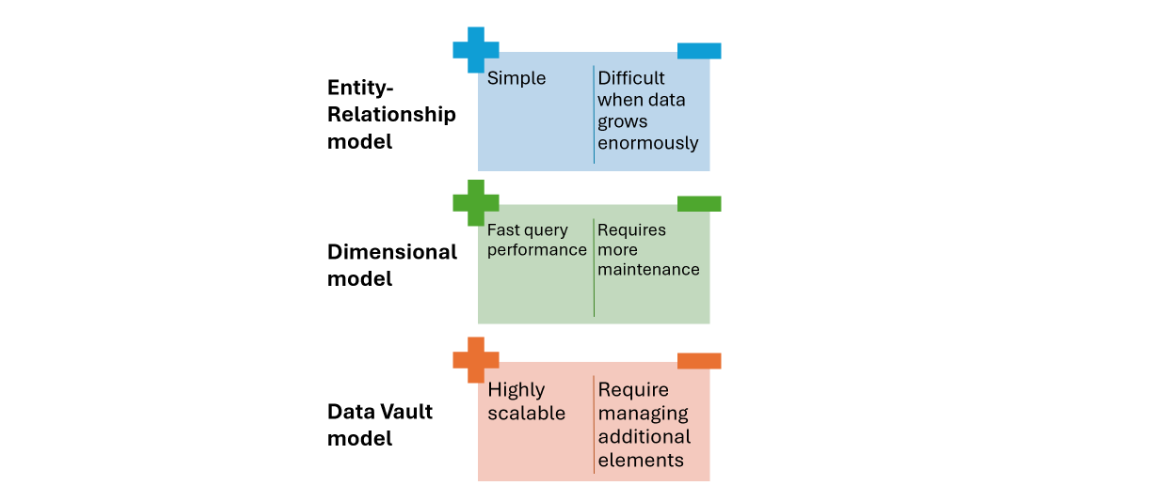 Entity-
Relationship
model
Simple
Difficult
when data
grows
enormously
Dimensional
model
Fast query
performance
Requires
more
maintenance
Data Vault
model
Highly
scalable
Require
managing
additional
elements